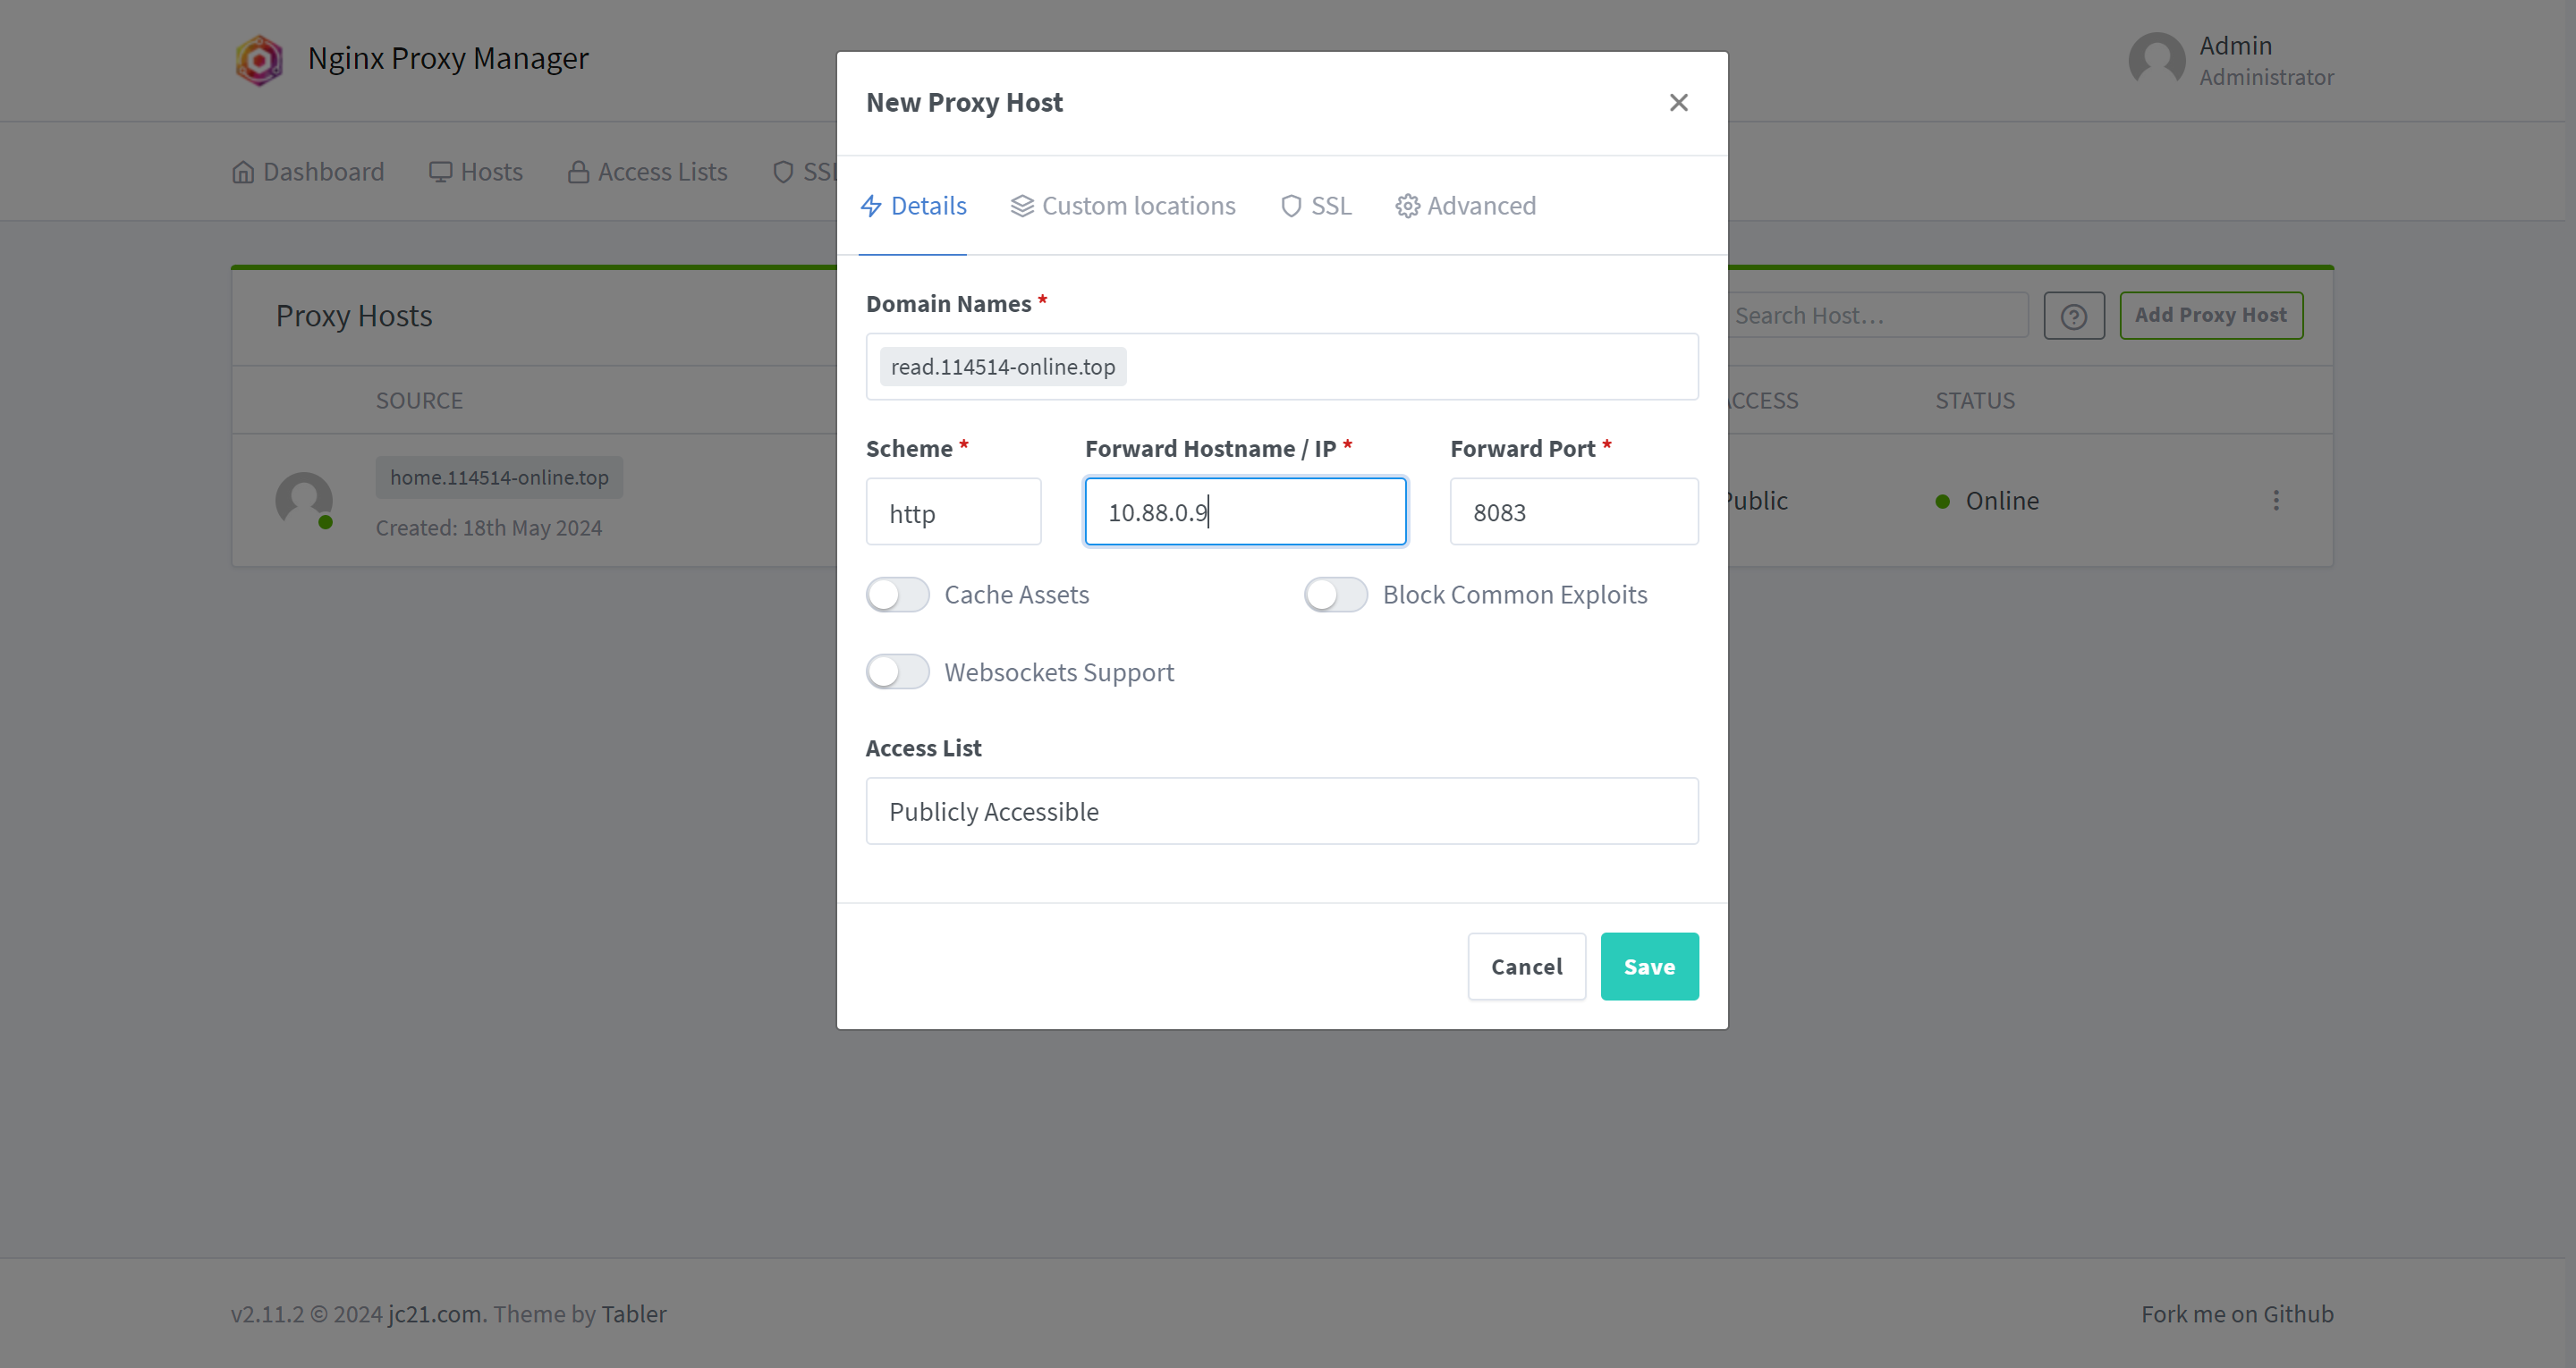 Nginx Proxy Manager
Admin
Administrator
Dashboard Hosts Access Lists SSL
New Proxy Host
Details Custom locations SSL Advanced
Proxy Hosts
Search Host...
Add Proxy Host
SOURCE
STATUS
home.114514-online.top
Created: 18th May 2024
Online
Domain Names *
read.114514-online.top
Scheme * Forward Hostname / IP * Forward Port *
http 10.88.0.9 8083
Cache Assets Block Common Exploits
Websockets Support
Access List
Publicly Accessible
Cancel Save
v2.11.2 © 2024 jc21.com. Theme by Tabler
Fork me on Github